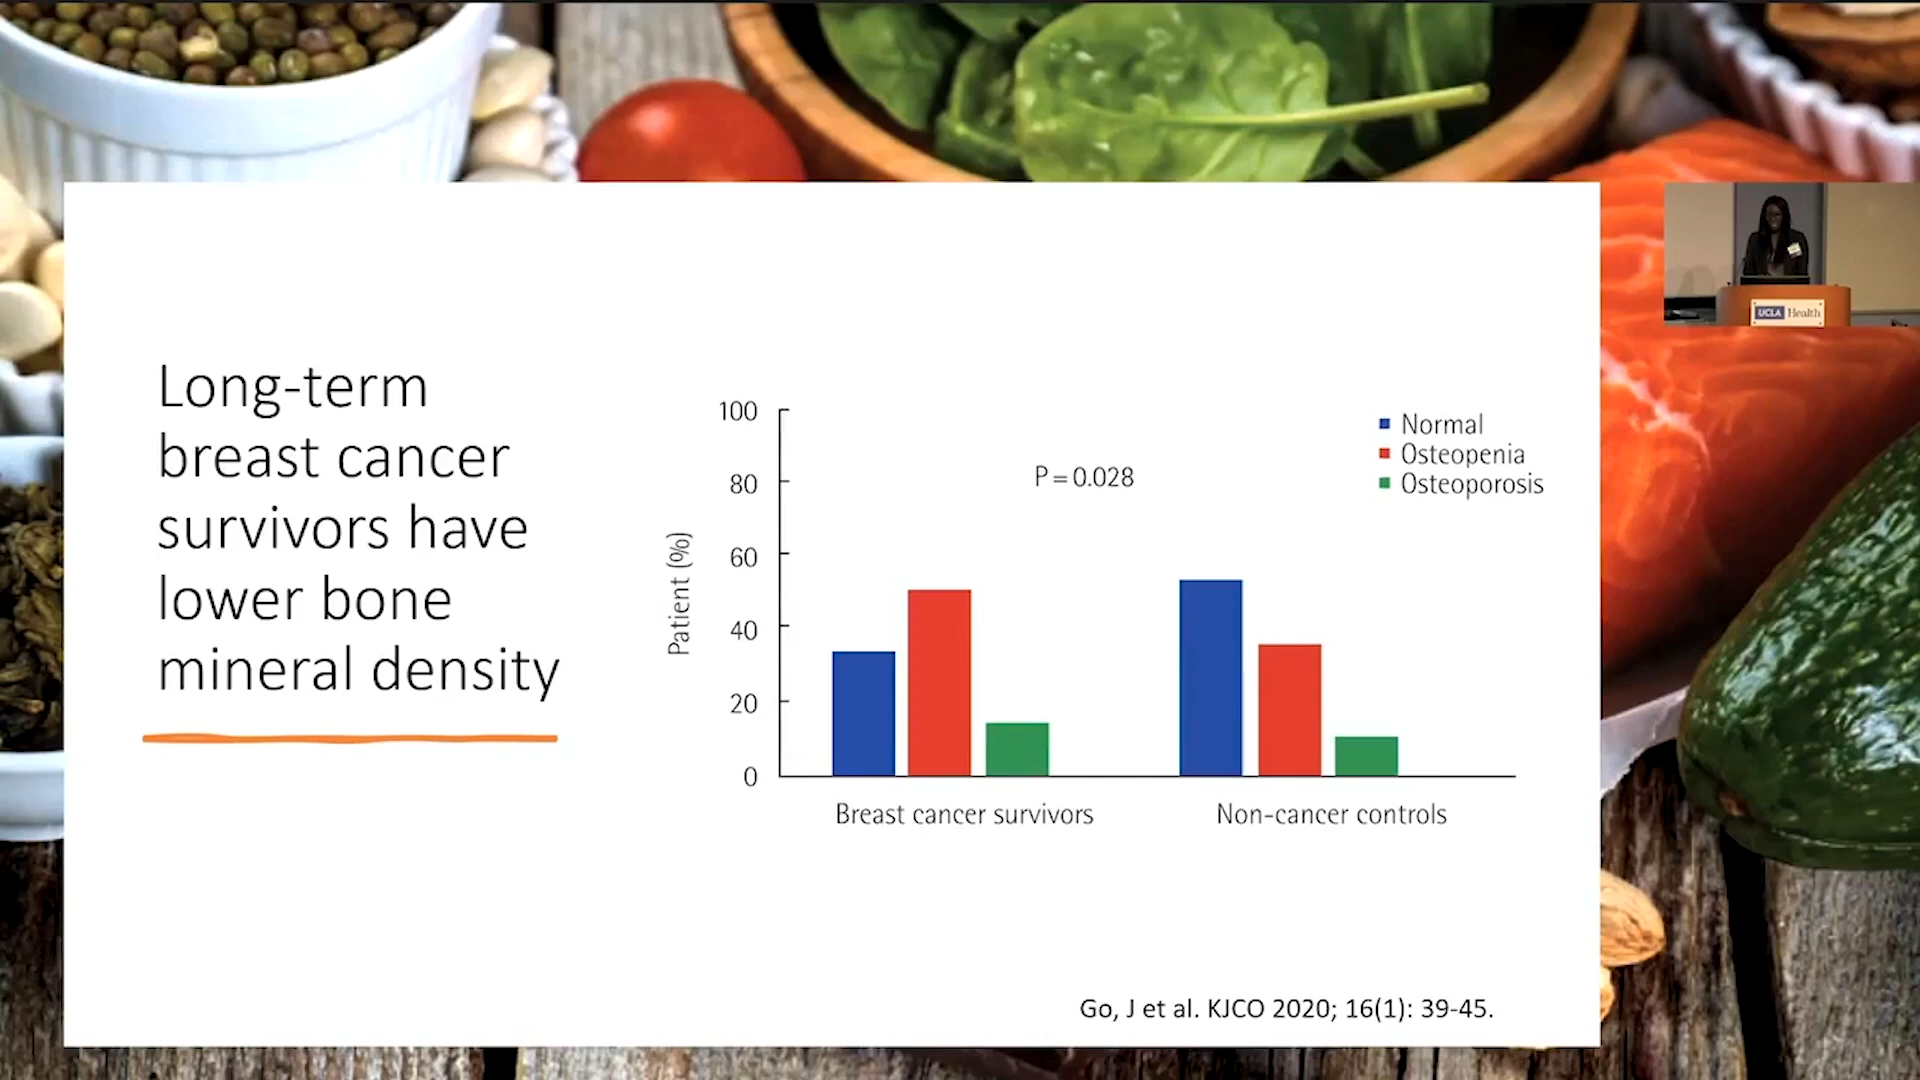 Long-term
breast cancer
survivors have
lower bone
mineral density
100
80
60
40
20
0
Patient (%)
P = 0.028
Normal
Osteopenia
Osteoporosis
Breast cancer survivors
Non-cancer controls
Go, J et al. KJCO 2020; 16(1): 39-45.
UCLA Health